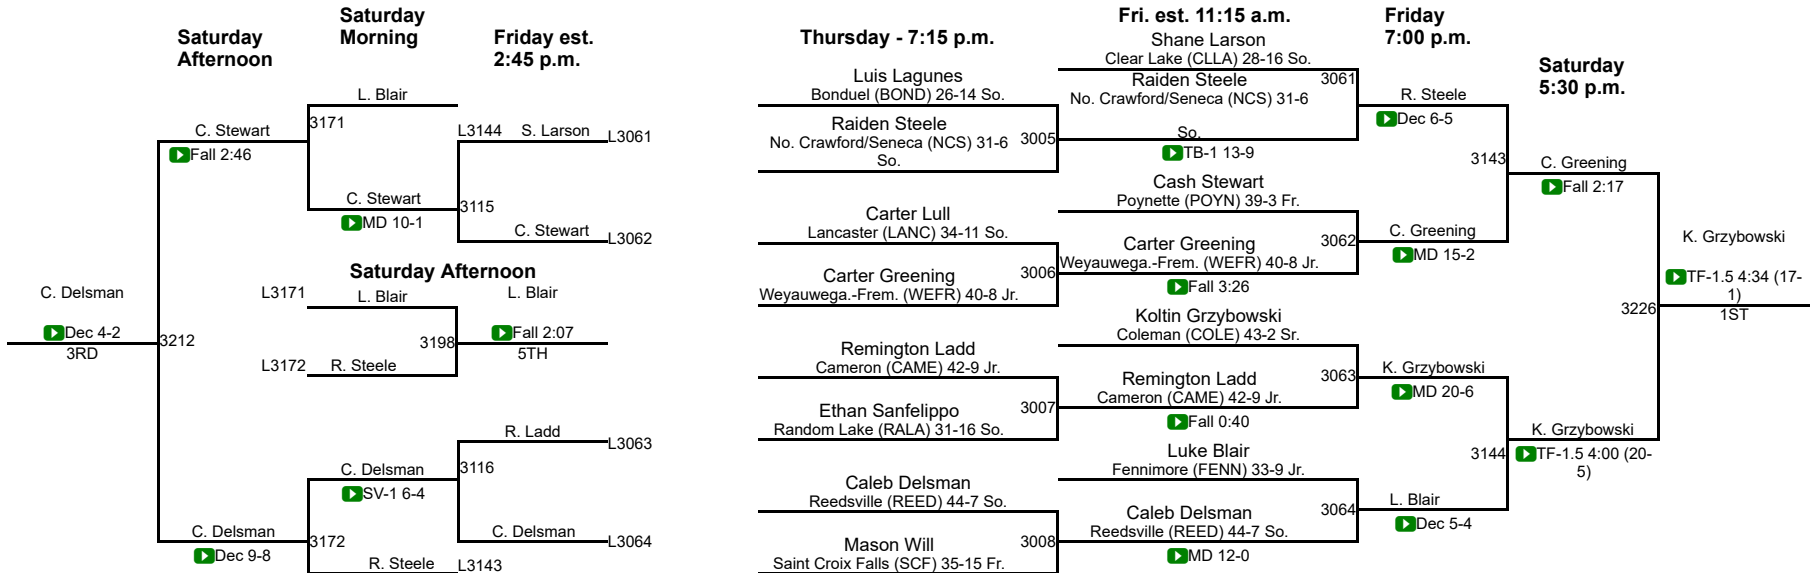 Saturday
Afternoon
Saturday
Morning
Friday est.
2:45 p.m.
L. Blair
3171
C. Stewart
Fall 2:46
L3144
S. Larson
L3061
C. Stewart
MD 10-1
3115
C. Stewart
L3062
Saturday Afternoon
C. Delsman
Dec 4-2
3RD
3212
L3171
L. Blair
L. Blair
3198
Fall 2:07
5TH
L3172
R. Steele
R. Ladd
L3063
C. Delsman
SV-1 6-4
3116
C. Delsman
Dec 9-8
3172
C. Delsman
L3064
R. Steele
L3143
Thursday - 7:15 p.m.
Luis Lagunes
Bonduel (BOND) 26-14 So.
Raiden Steele
No. Crawford/Seneca (NCS) 31-6
So.
3005
Carter Lull
Lancaster (LANC) 34-11 So.
Carter Greening
Weyauwega.-Frem. (WEFR) 40-8 Jr.
3006
Remington Ladd
Cameron (CAME) 42-9 Jr.
Ethan Sanfelippo
Random Lake (RALA) 31-16 So.
3007
Caleb Delsman
Reedsville (REED) 44-7 So.
Mason Will
Saint Croix Falls (SCF) 35-15 Fr.
3008
Fri. est. 11:15 a.m.
Shane Larson
Clear Lake (CLLA) 28-16 So.
Raiden Steele
No. Crawford/Seneca (NCS) 31-6
So.
TB-1 13-9
3061
Cash Stewart
Poynette (POYN) 39-3 Fr.
Carter Greening
Weyauwega.-Frem. (WEFR) 40-8 Jr.
Fall 3:26
3062
Koltin Grzybowski
Coleman (COLE) 43-2 Sr.
Remington Ladd
Cameron (CAME) 42-9 Jr.
Fall 0:40
3063
Luke Blair
Fennimore (FENN) 33-9 Jr.
Caleb Delsman
Reedsville (REED) 44-7 So.
MD 12-0
3064
Friday
7:00 p.m.
R. Steele
Dec 6-5
3143
C. Greening
MD 15-2
K. Grzybowski
MD 20-6
3144
L. Blair
Dec 5-4
Saturday
5:30 p.m.
C. Greening
Fall 2:17
K. Grzybowski
TF-1.5 4:00 (20-
5)
3226
K. Grzybowski
TF-1.5 4:34 (17-
1)
1ST